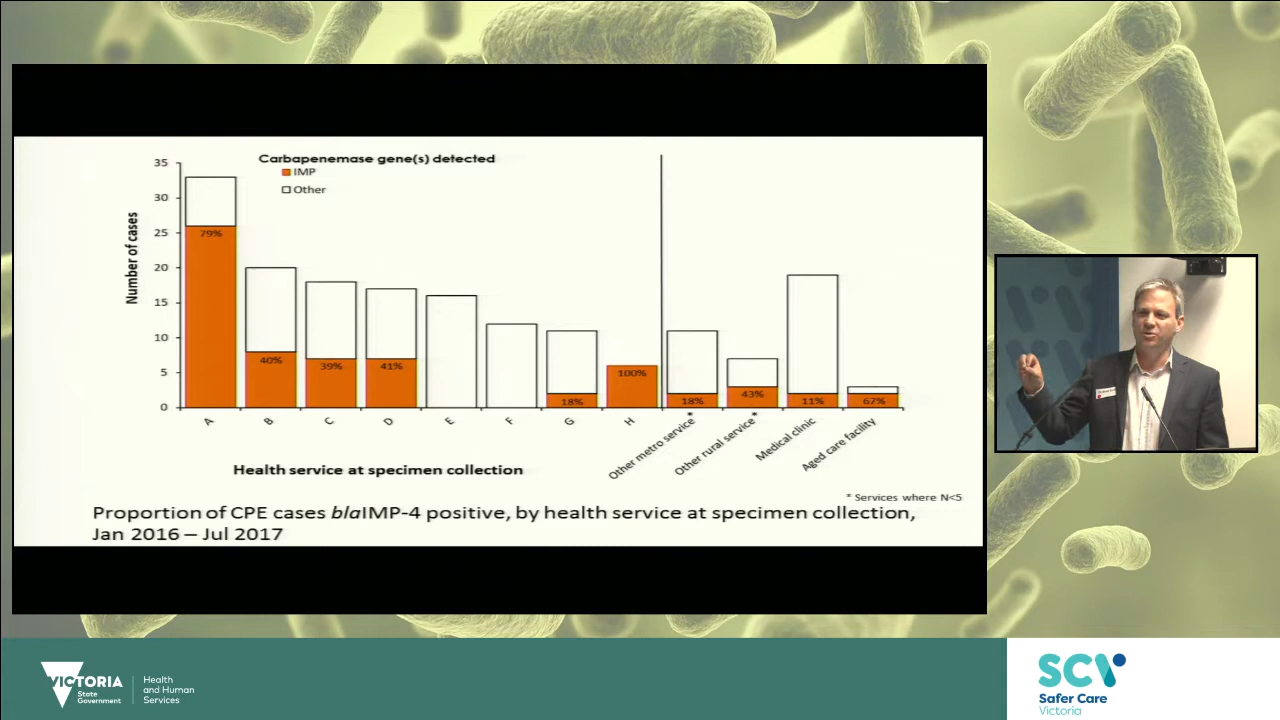 Carbapenemase gene(s) detected
IMP
Other
Number of cases
35
30
25
20
15
10
5
0
79%
40%
39%
41%
18%
100%
18%
43%
11%
67%
A
B
C
D
E
F
G
H
Other metro service*
Other rural service*
Medical clinic
Aged care facility
Health service at specimen collection
* Services where N<5
Proportion of CPE cases blaIMP-4 positive, by health service at specimen collection,
Jan 2016 – Jul 2017
VICTORIA
State
Government
Health
and Human
Services
SCV
Safer Care
Victoria